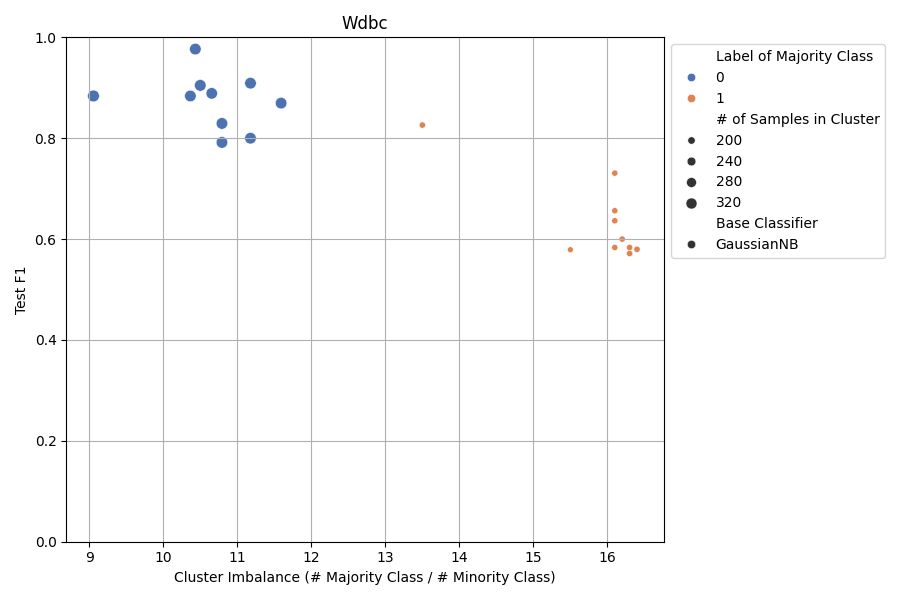 Wdbc
1.0
0.8
0.6
0.4
0.2
0.0
Test F1
9 10 11 12 13 14 15 16
Cluster Imbalance (# Majority Class / # Minority Class)
Label of Majority Class
0
1
# of Samples in Cluster
200
240
280
320
Base Classifier
GaussianNB